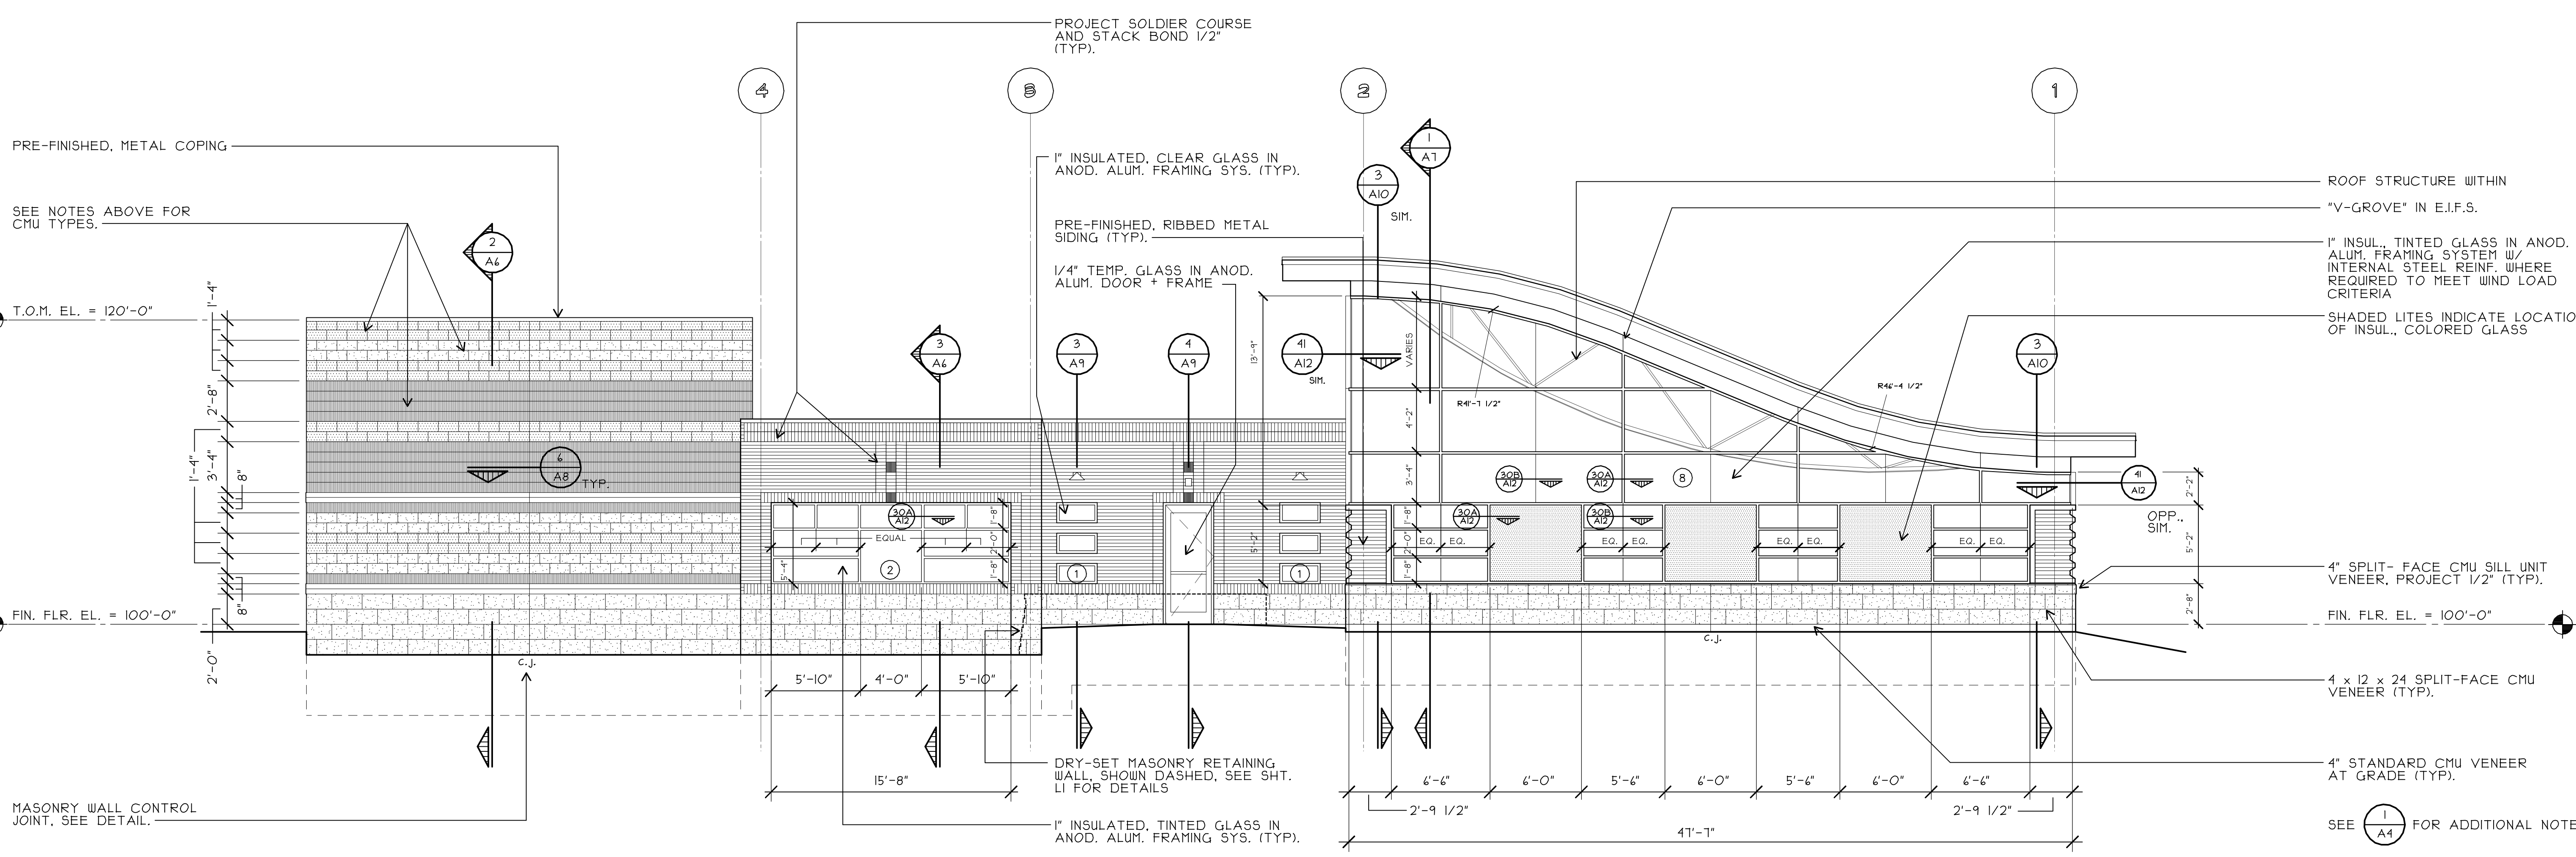 PROJECT SOLDIER COURSE
AND STACK BOND 1/2"
(TYP).
4
3
2
1
PRE-FINISHED, METAL COPING
SEE NOTES ABOVE FOR
CMU TYPES.
1" INSULATED, CLEAR GLASS IN
ANOD. ALUM. FRAMING SYS. (TYP).
PRE-FINISHED, RIBBED METAL
SIDING (TYP).
1/4" TEMP. GLASS IN ANOD.
ALUM. DOOR + FRAME
1
A7
3
A10
SIM.
ROOF STRUCTURE WITHIN
"V-GROVE" IN E.I.F.S.
1" INSUL., TINTED GLASS IN ANOD.
ALUM. FRAMING SYSTEM W/
INTERNAL STEEL REINF. WHERE
REQUIRED TO MEET WIND LOAD
CRITERIA
SHADED LITES INDICATE LOCATIO
OF INSUL., COLORED GLASS
2
A6
T.O.M. EL. = 120'-0"
1'-4"
2'-8"
3'-4"
1'-4"
8"
8"
2'-0"
3
A6
3
A9
4
A9
41
A12
SIM.
3
A10
13'-9"
VARIES
4'-2"
3'-4"
R41'-7 1/2"
R46'-4 1/2"
6
A8
TYP.
30B
A12
30A
A12
8
41
A12
OPP.,
SIM.
2'-2"
5'-2"
2'-8"
30A
A12
EQUAL
5'-4"
1'-8"
2'-0"
1'-8"
2
1
1
5'-2"
30A
A12
30B
A12
1'-8"
2'-0"
1'-8"
EQ. EQ.
EQ. EQ.
EQ. EQ.
EQ. EQ.
4" SPLIT- FACE CMU SILL UNIT
VENEER, PROJECT 1/2" (TYP).
FIN. FLR. EL. = 100'-0"
FIN. FLR. EL. = 100'-0"
c.j.
c.j.
5'-10"
4'-0"
5'-10"
15'-8"
4 x 12 x 24 SPLIT-FACE CMU
VENEER (TYP).
DRY-SET MASONRY RETAINING
WALL, SHOWN DASHED, SEE SHT.
L1 FOR DETAILS
4" STANDARD CMU VENEER
AT GRADE (TYP).
6'-6"
6'-0"
5'-6"
6'-0"
5'-6"
6'-0"
6'-6"
2'-9 1/2"
2'-9 1/2"
47'-7"
MASONRY WALL CONTROL
JOINT, SEE DETAIL.
1" INSULATED, TINTED GLASS IN
ANOD. ALUM. FRAMING SYS. (TYP).
SEE 1 FOR ADDITIONAL NOTE
A4